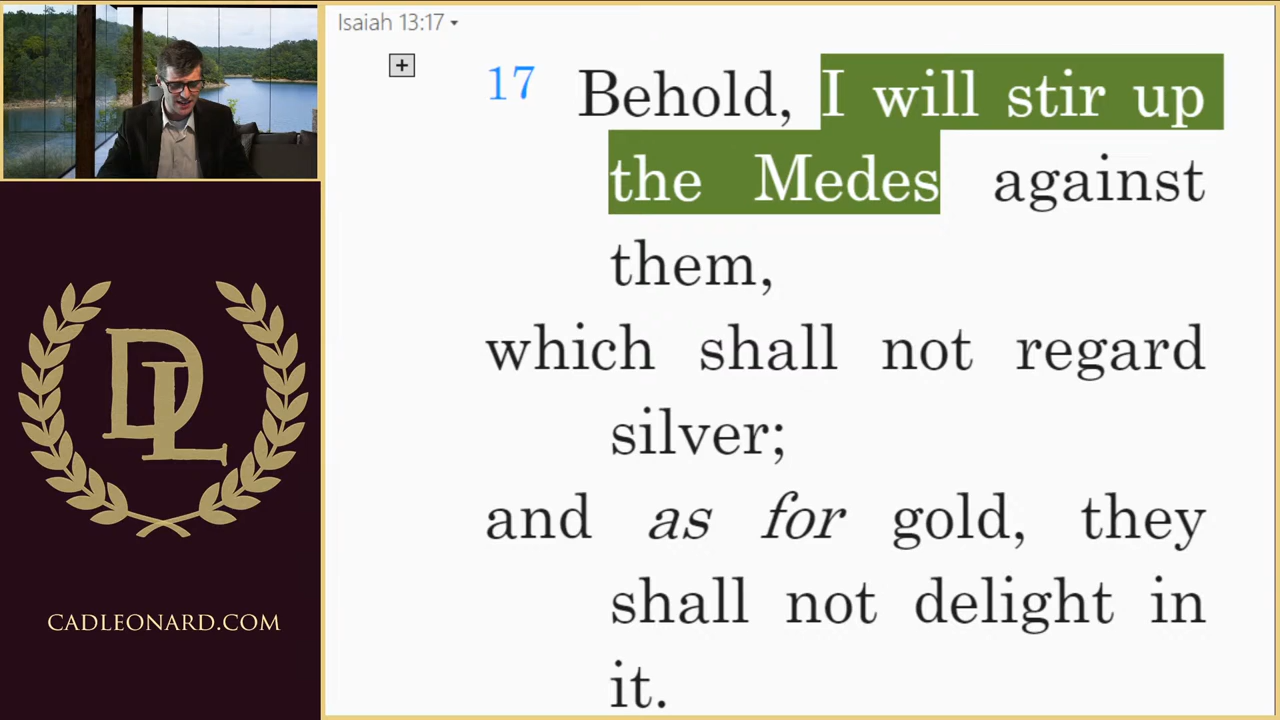 Isaiah 13:17
17 Behold, I will stir up
the Medes against
them,
which shall not regard
silver;
and as for gold, they
shall not delight in
it.
DL
CADLEONARD.COM